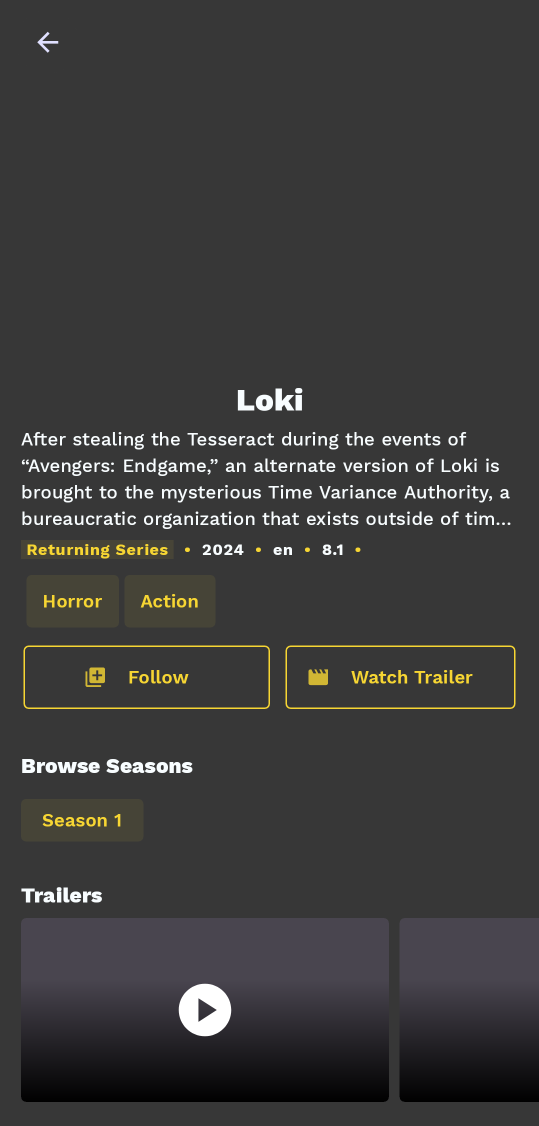 Loki
After stealing the Tesseract during the events of
“Avengers: Endgame,” an alternate version of Loki is
brought to the mysterious Time Variance Authority, a
bureaucratic organization that exists outside of tim...
Returning Series • 2024 • en • 8.1 •
Horror Action
Follow Watch Trailer
Browse Seasons
Season 1
Trailers